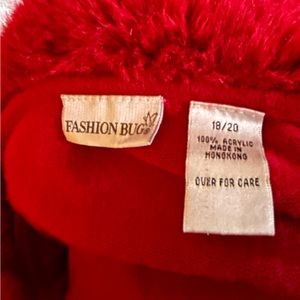 FASHION BUG®
18/20
100% ACRYLIC
MADE IN
HONGKONG
OVER FOR CARE